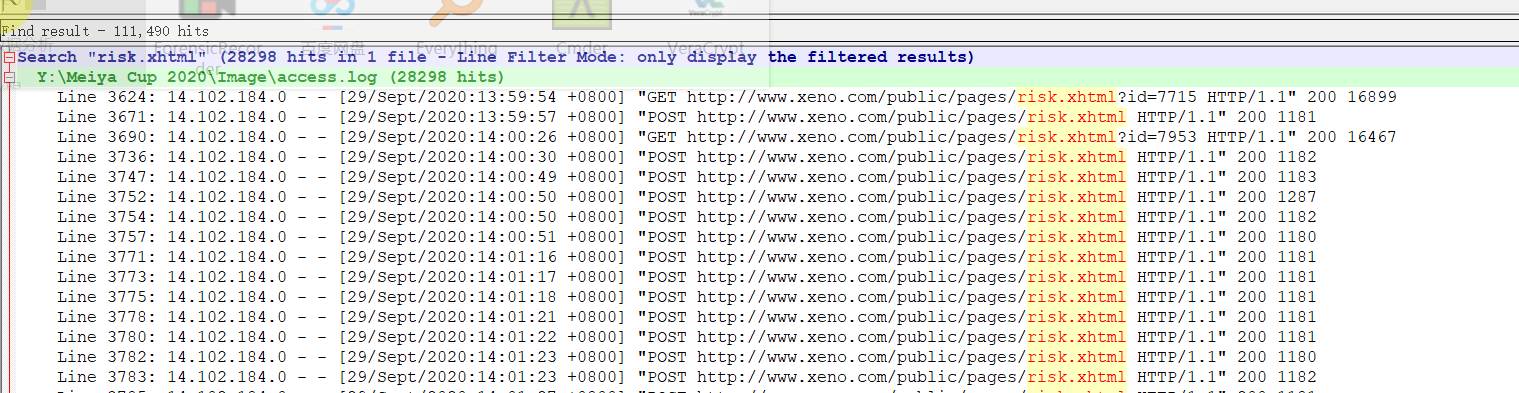 Find result - 111,490 hits
ForensicRecor
der
百度网盘
Everything
Cmder
VeraCrypt
Search "risk.xhtml" (28298 hits in 1 file - Line Filter Mode: only display the filtered results)
Y:\Meiya Cup 2020\Image\access.log (28298 hits)
Line 3624: 14.102.184.0 - - [29/Sept/2020:13:59:54 +0800] "GET http://www.xeno.com/public/pages/risk.xhtml?id=7715 HTTP/1.1" 200 16899
Line 3671: 14.102.184.0 - - [29/Sept/2020:13:59:57 +0800] "POST http://www.xeno.com/public/pages/risk.xhtml HTTP/1.1" 200 1181
Line 3690: 14.102.184.0 - - [29/Sept/2020:14:00:26 +0800] "GET http://www.xeno.com/public/pages/risk.xhtml?id=7953 HTTP/1.1" 200 16467
Line 3736: 14.102.184.0 - - [29/Sept/2020:14:00:30 +0800] "POST http://www.xeno.com/public/pages/risk.xhtml HTTP/1.1" 200 1182
Line 3747: 14.102.184.0 - - [29/Sept/2020:14:00:49 +0800] "POST http://www.xeno.com/public/pages/risk.xhtml HTTP/1.1" 200 1183
Line 3752: 14.102.184.0 - - [29/Sept/2020:14:00:50 +0800] "POST http://www.xeno.com/public/pages/risk.xhtml HTTP/1.1" 200 1287
Line 3754: 14.102.184.0 - - [29/Sept/2020:14:00:50 +0800] "POST http://www.xeno.com/public/pages/risk.xhtml HTTP/1.1" 200 1182
Line 3757: 14.102.184.0 - - [29/Sept/2020:14:00:51 +0800] "POST http://www.xeno.com/public/pages/risk.xhtml HTTP/1.1" 200 1180
Line 3771: 14.102.184.0 - - [29/Sept/2020:14:01:16 +0800] "POST http://www.xeno.com/public/pages/risk.xhtml HTTP/1.1" 200 1181
Line 3773: 14.102.184.0 - - [29/Sept/2020:14:01:17 +0800] "POST http://www.xeno.com/public/pages/risk.xhtml HTTP/1.1" 200 1181
Line 3775: 14.102.184.0 - - [29/Sept/2020:14:01:18 +0800] "POST http://www.xeno.com/public/pages/risk.xhtml HTTP/1.1" 200 1181
Line 3778: 14.102.184.0 - - [29/Sept/2020:14:01:21 +0800] "POST http://www.xeno.com/public/pages/risk.xhtml HTTP/1.1" 200 1181
Line 3780: 14.102.184.0 - - [29/Sept/2020:14:01:22 +0800] "POST http://www.xeno.com/public/pages/risk.xhtml HTTP/1.1" 200 1181
Line 3782: 14.102.184.0 - - [29/Sept/2020:14:01:23 +0800] "POST http://www.xeno.com/public/pages/risk.xhtml HTTP/1.1" 200 1180
Line 3783: 14.102.184.0 - - [29/Sept/2020:14:01:23 +0800] "POST http://www.xeno.com/public/pages/risk.xhtml HTTP/1.1" 200 1182